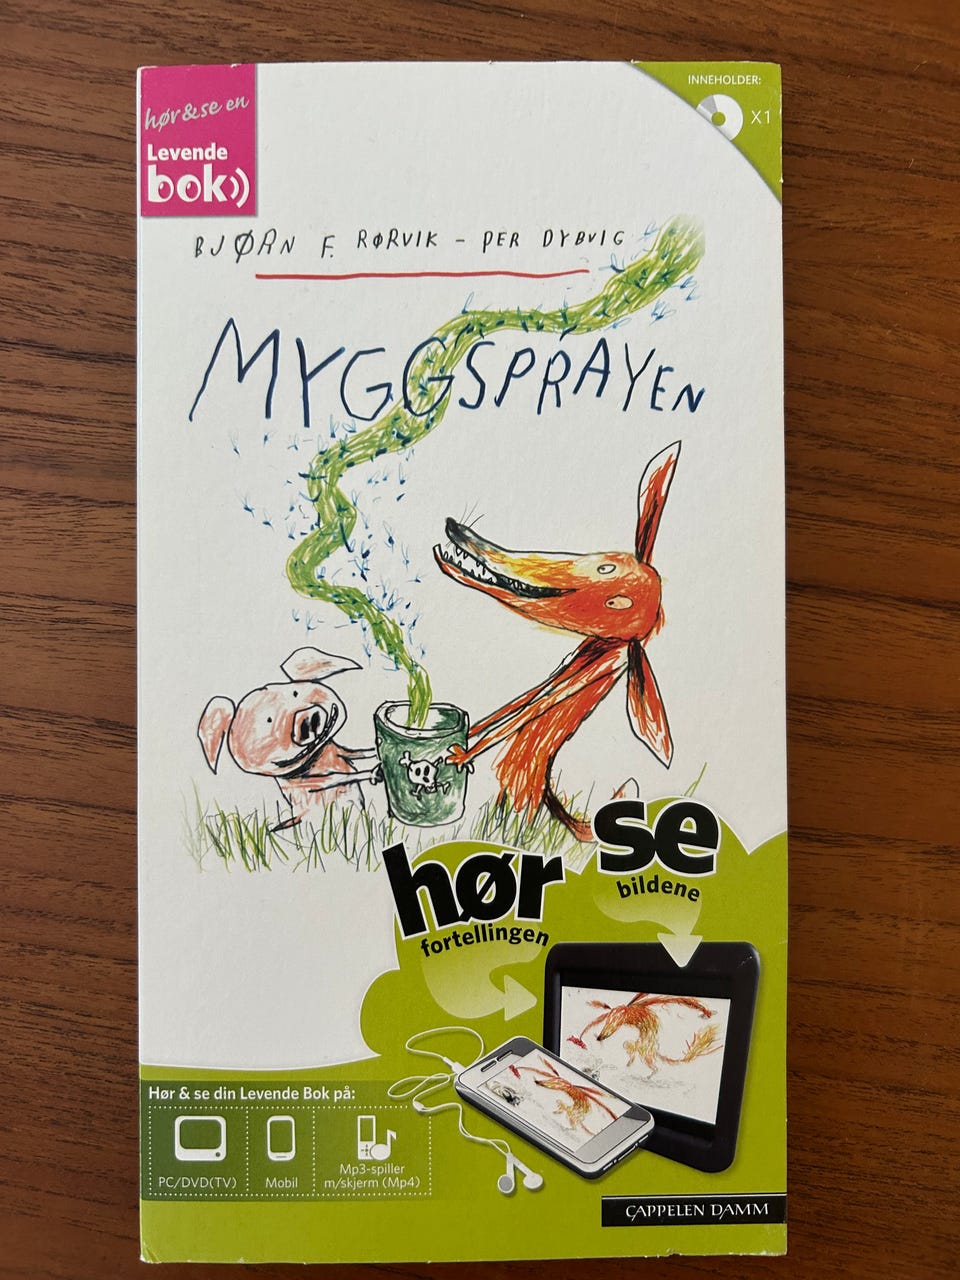 hør&se en
Levende
bok
INNEHOLDER:
X1
BJØRN F. RØRVIK – PER DYBVIG
MYGGSPRAYEN
hør
fortellingen
se
bildene
Hør & se din Levende Bok på:
PC/DVD(TV)
Mobil
Mp3-spiller
m/skjerm (Mp4)
CAPPELEN DAMM